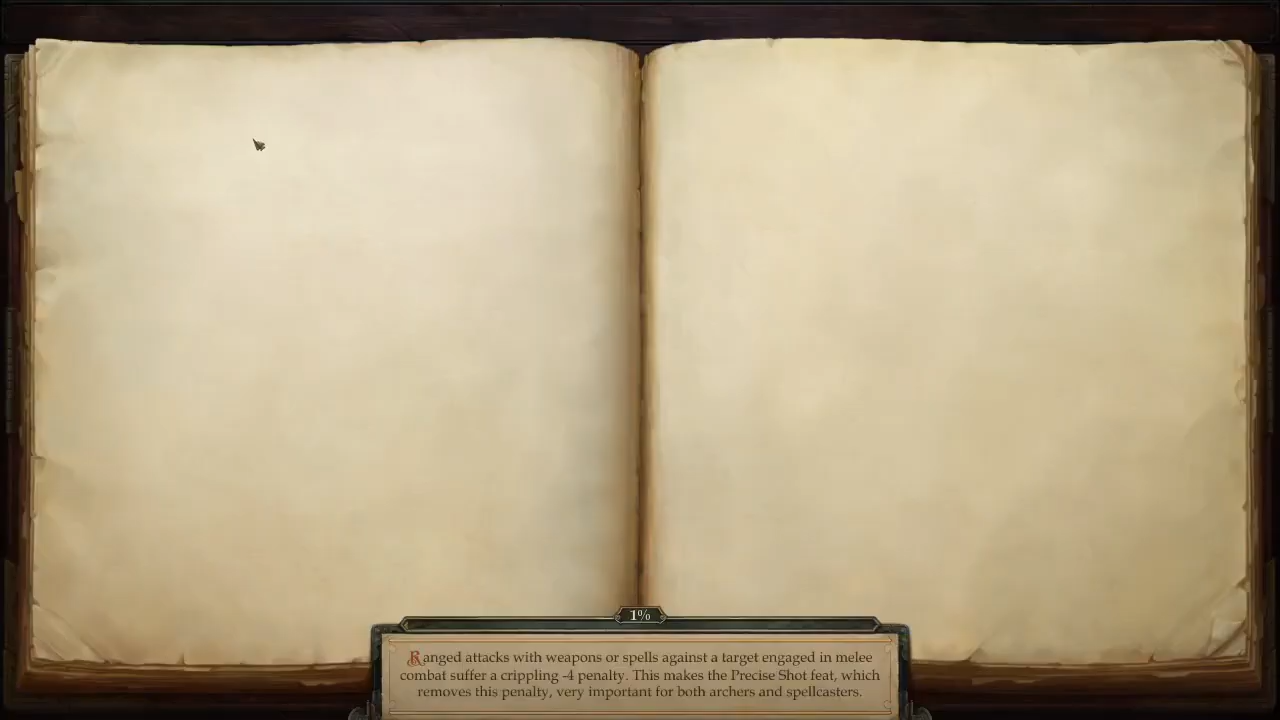 1%
Ranged attacks with weapons or spells against a target engaged in melee
combat suffer a crippling -4 penalty. This makes the Precise Shot feat, which
removes this penalty, very important for both archers and spellcasters.